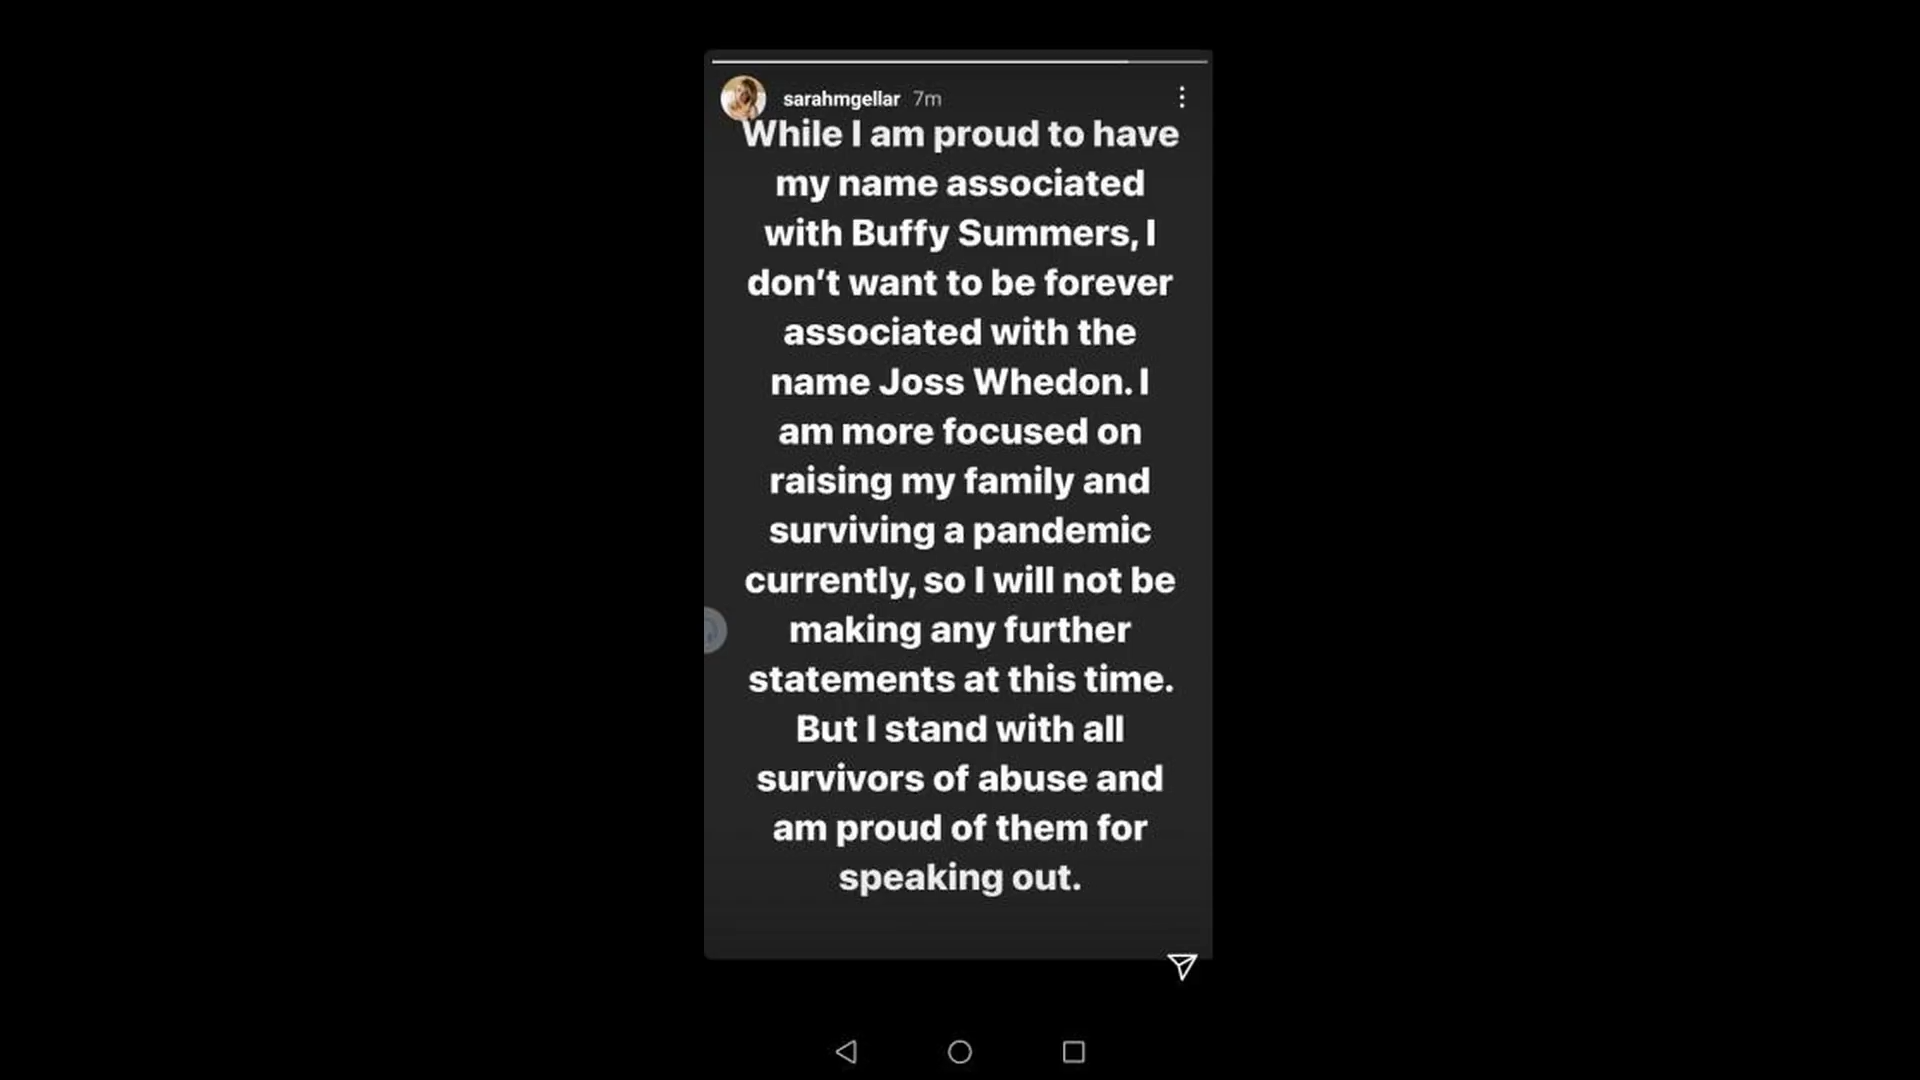 sarahmgellar 7m
While I am proud to have
my name associated
with Buffy Summers, I
don't want to be forever
associated with the
name Joss Whedon. I
am more focused on
raising my family and
surviving a pandemic
currently, so I will not be
making any further
statements at this time.
But I stand with all
survivors of abuse and
am proud of them for
speaking out.